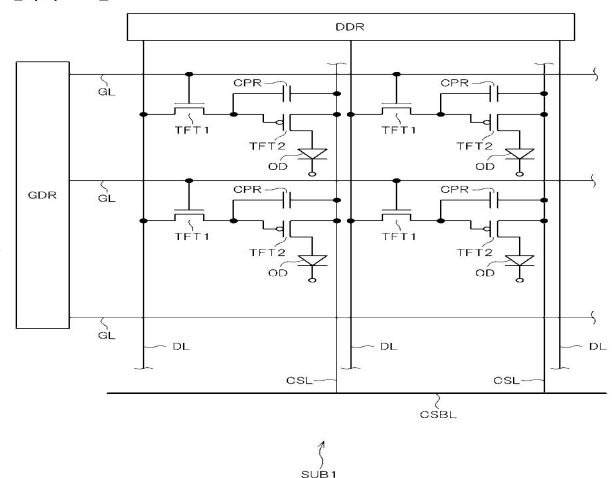 DDR
GL
CPR
CPR
TFT1
TFT2
TFT1
TFT2
OD
OD
GDR
GL
CPR
CPR
TFT1
TFT2
TFT1
TFT2
OD
OD
GL
DL
DL
DL
CSL
CSL
CSBL
SUB1